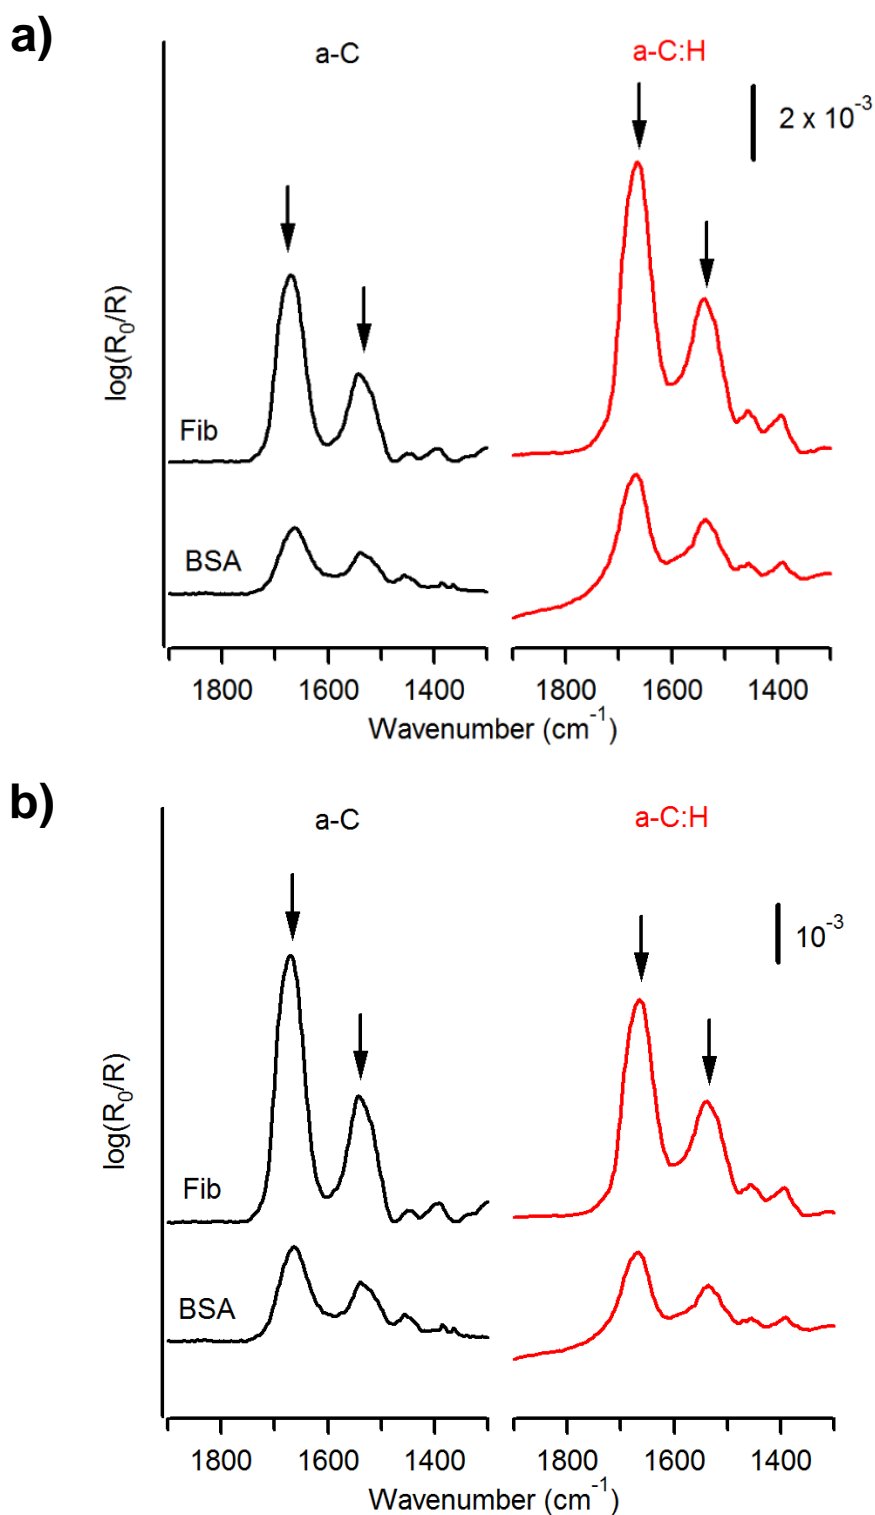 a)
a-C
a-C:H
2 x 10⁻³
log(R₀/R)
Fib
BSA
1800 1600 1400
1800 1600 1400
Wavenumber (cm⁻¹)
b)
a-C
a-C:H
10⁻³
log(R₀/R)
Fib
BSA
1800 1600 1400
1800 1600 1400
Wavenumber (cm⁻¹)